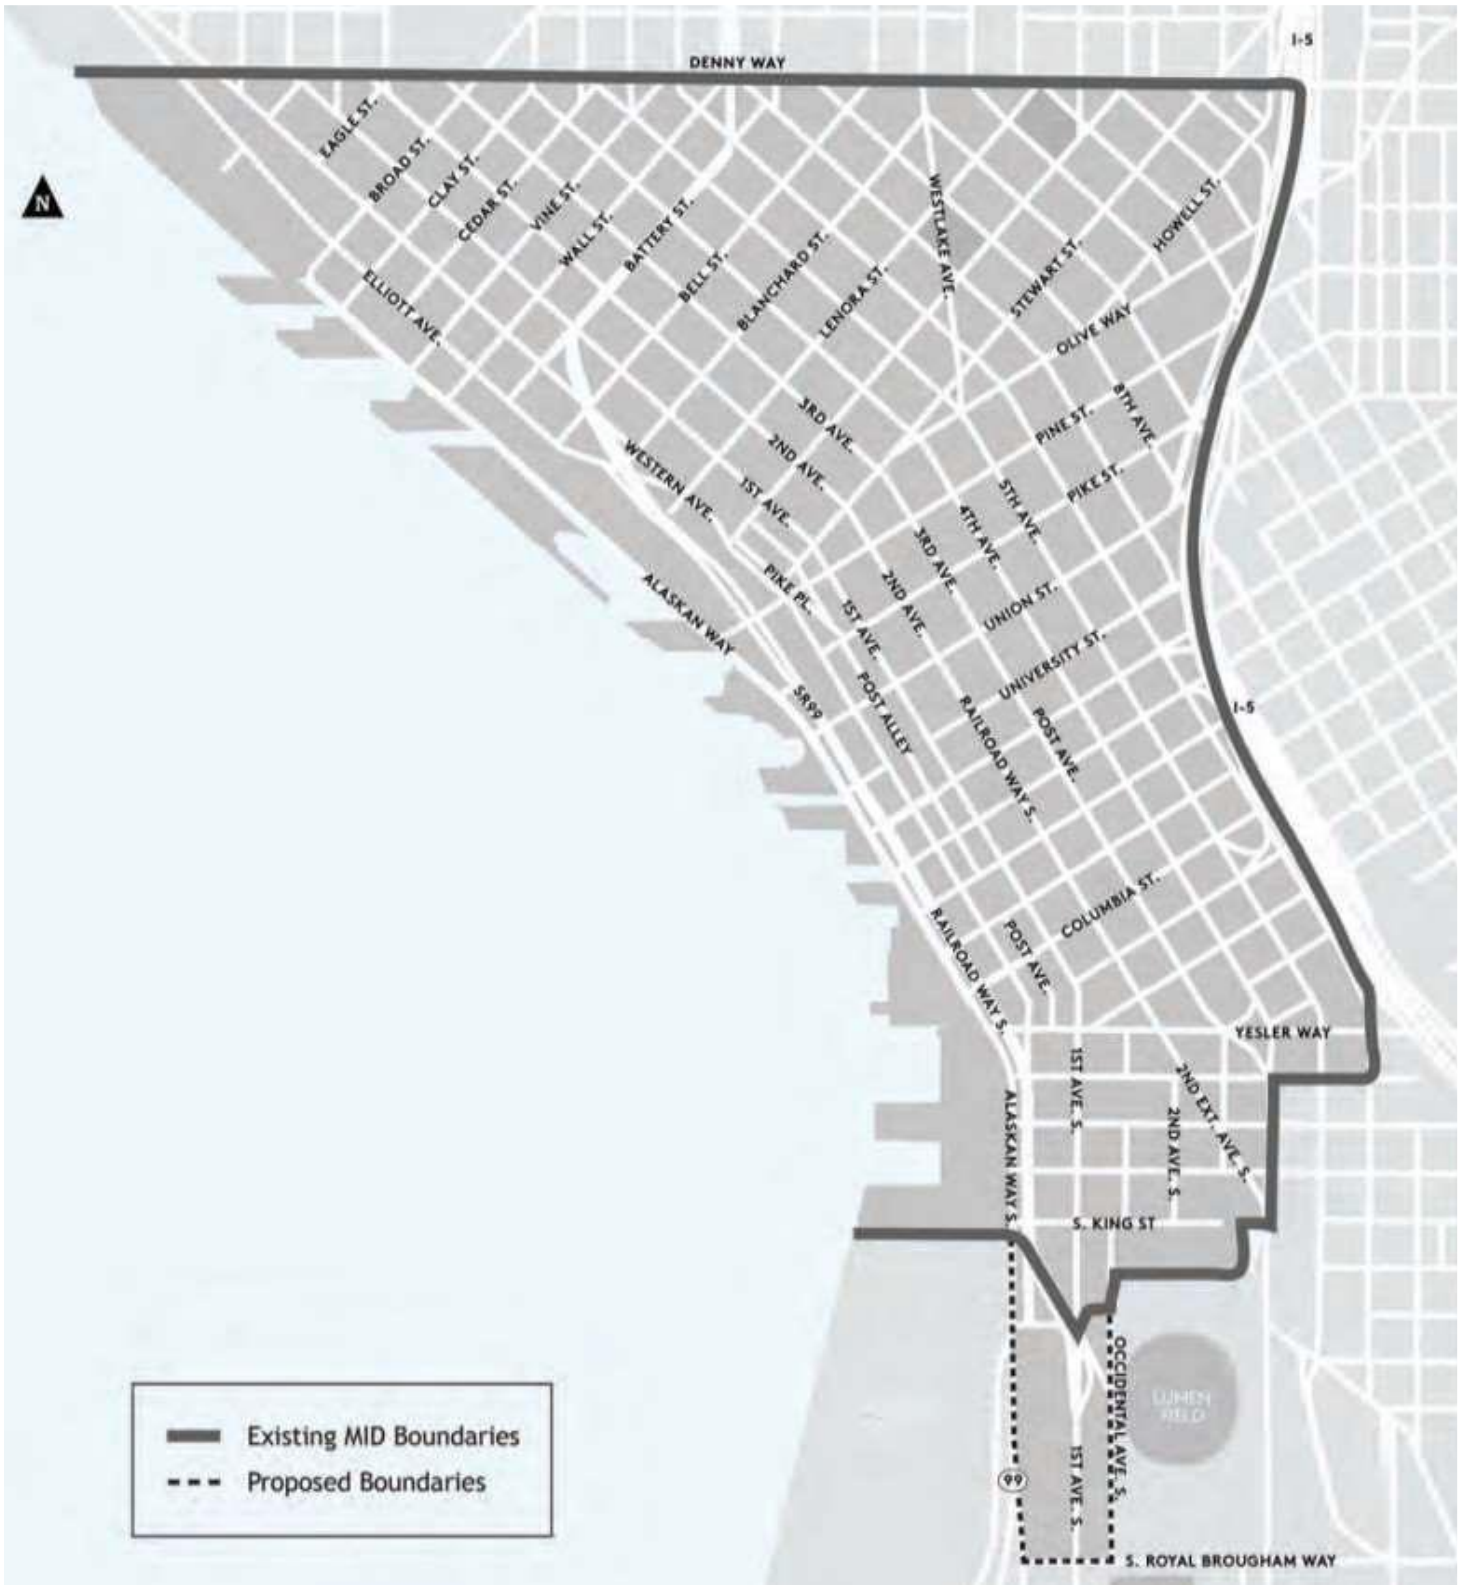 I-5
DENNY WAY
EAGLE ST.
BROAD ST.
CLAY ST.
CEDAR ST.
VINE ST.
WALL ST.
BATTERY ST.
BELL ST.
BLANCHARD ST.
LENORA ST.
WESTLAKE AVE.
STEWART ST.
HOWELL ST.
N
ELLIOTT AVE.
OLIVE WAY
3RD AVE.
2ND AVE.
1ST AVE.
WESTERN AVE.
PINE ST.
8TH AVE.
PIKE ST.
5TH AVE.
4TH AVE.
3RD AVE.
2ND AVE.
1ST AVE.
PIKE PL.
ALASKAN WAY
UNION ST.
UNIVERSITY ST.
SR99
POST ALLEY
RAILROAD WAY S.
POST AVE.
I-5
COLUMBIA ST.
RAILROAD WAY S.
POST AVE.
YESLER WAY
1ST AVE. S.
2ND EXT. AVE. S.
2ND AVE. S.
ALASKAN WAY S.
S. KING ST
OCCIDENTAL AVE. S.
LUMEN
FIELD
1ST AVE. S.
99
S. ROYAL BROUGHAM WAY
Existing MID Boundaries
Proposed Boundaries